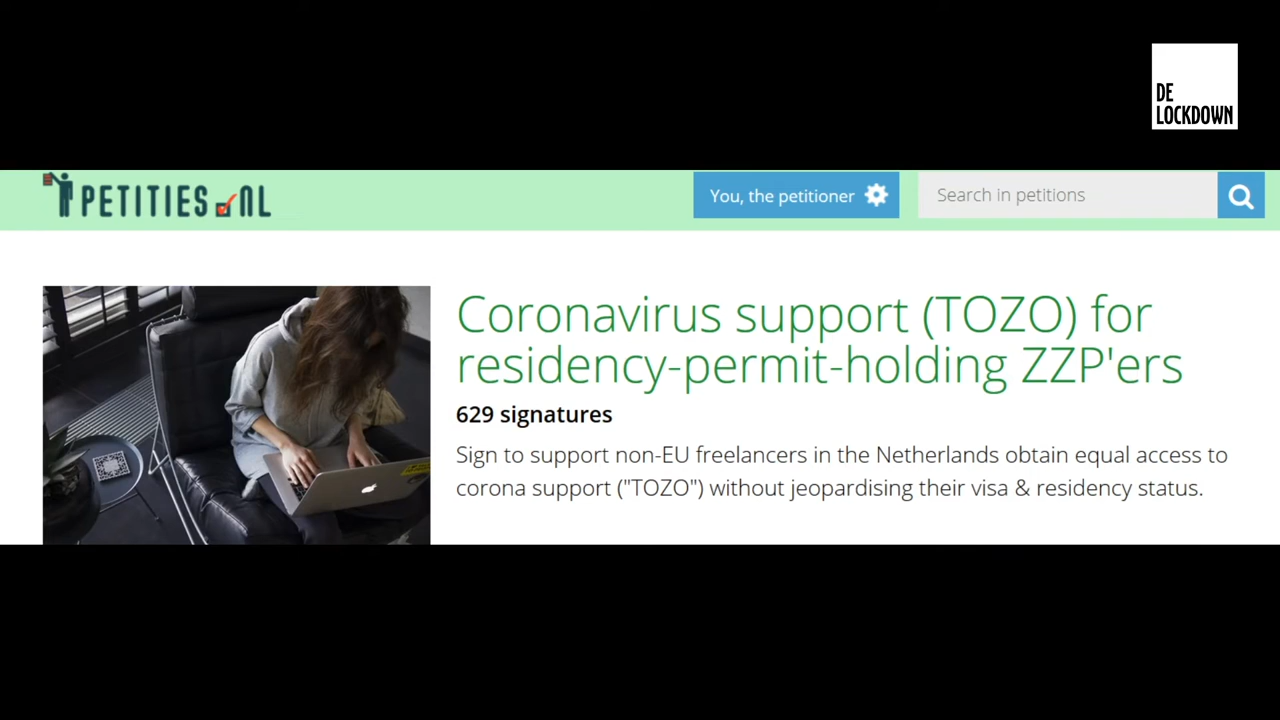 DE
LOCKDOWN
PETITIES NL
You, the petitioner
Search in petitions
Coronavirus support (TOZO) for
residency-permit-holding ZZP'ers
629 signatures
Sign to support non-EU freelancers in the Netherlands obtain equal access to
corona support ("TOZO") without jeopardising their visa & residency status.